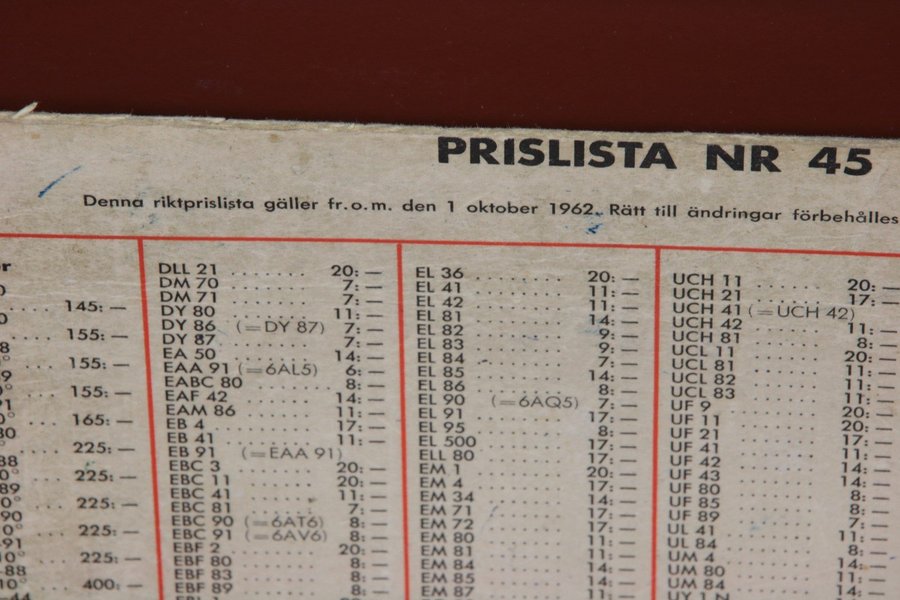 PRISLISTA NR 45
Denna riktprislista gäller fr.o.m. den 1 oktober 1962. Rätt till ändringar förbehålles
145: —
155: —
155: —
155: —
165: —
225: —
225: —
225: —
225: —
225: —
400: —
DLL 21 ........ 20: —
DM 70 ........ 7: —
DM 71 ........ 7: —
DY 80 ........ 11: —
DY 86 (=DY 87) 7: —
DY 87 ........ 7: —
EA 50 ........ 14: —
EAA 91 (=6AL5) 6: —
EABC 80 ...... 8: —
EAF 42 ....... 14: —
EAM 86 ....... 11: —
EB 4 ......... 17: —
EB 41 ........ 11: —
EB 91 (=EAA 91)
EBC 3 ........ 20: —
EBC 11 ....... 20: —
EBC 41 ....... 11: —
EBC 81 ....... 7: —
EBC 90 (=6AT6) 8: —
EBC 91 (=6AV6) 8: —
EBF 2 ........ 20: —
EBF 80 ....... 8: —
EBF 83 ....... 8: —
EBF 89 ....... 8: —
EL 36 ........ 20: —
EL 41 ........ 11: —
EL 42 ........ 11: —
EL 81 ........ 14: —
EL 82 ........ 9: —
EL 83 ........ 9: —
EL 84 ........ 7: —
EL 85 ........ 14: —
EL 86 ........ 8: —
EL 90 (=6AQ5) 7: —
EL 91 ........ 17: —
EL 95 ........ 8: —
EL 500 ....... 17: —
ELL 80 ....... 17: —
EM 1 ......... 20: —
EM 4 ......... 17: —
EM 34 ........ 14: —
EM 71 ........ 17: —
EM 72 ........ 17: —
EM 80 ........ 11: —
EM 81 ........ 11: —
EM 84 ........ 11: —
EM 85 ........ 14: —
EM 87 ........ 11: —
UCH 11 ...... 20: —
UCH 21 ...... 17: —
UCH 41 (=UCH 42)
UCH 42 ...... 11: —
UCH 81 ...... 8: —
UCL 11 ...... 20: —
UCL 81 ...... 11: —
UCL 82 ...... 11: —
UCL 83 ...... 11: —
UF 9 ........ 20: —
UF 11 ....... 20: —
UF 21 ....... 17: —
UF 41 ....... 11: —
UF 42 ....... 14: —
UF 43 ....... 14: —
UF 80 ....... 8: —
UF 85 ....... 8: —
UF 89 ....... 7: —
UL 41 ....... 11: —
UL 84 ....... 8: —
UM 4 ........ 14: —
UM 80 ....... 11: —
UM 84 ....... 14: —
UY 1 N